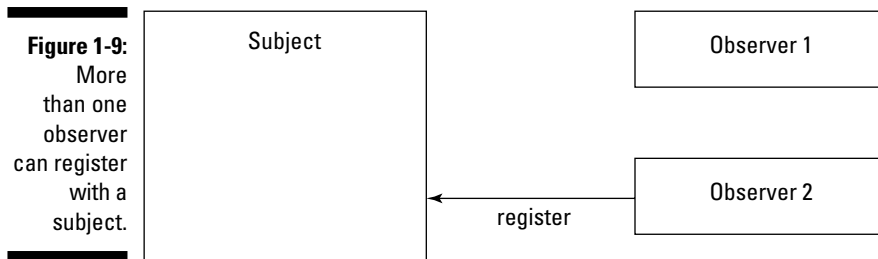 Figure 1-9:
More
than one
observer
can register
with a
subject.
Subject
Observer 1
Observer 2
register